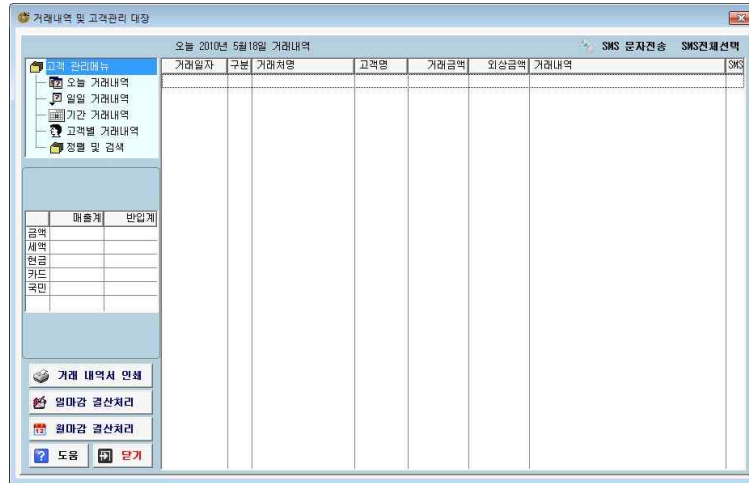 거래내역 및 고객관리 대장
오늘 2010년 5월18일 거래내역
SMS 문자전송 SMS전체선택
고객 관리메뉴
오늘 거래내역
일일 거래내역
기간 거래내역
고객별 거래내역
정렬 및 검색
거래일자 구분 거래처명 고객명 거래금액 외상금액 거래내역 SMS
매출계 반입계
금액
세액
현금
카드
국민
거래 내역서 인쇄
일마감 결산처리
월마감 결산처리
도움 닫기